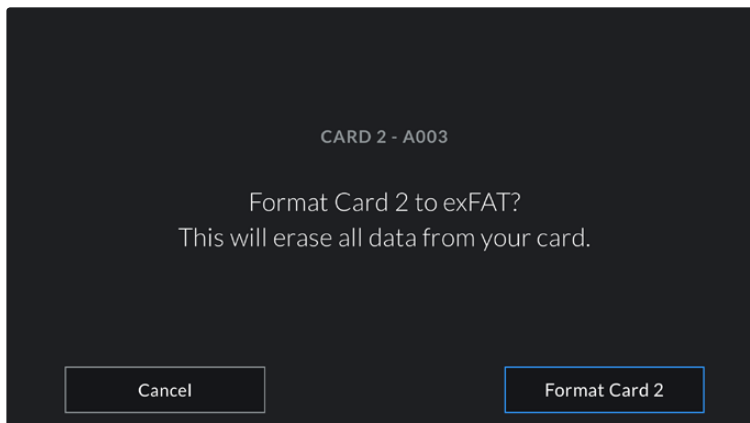 CARD 2 - A003
Format Card 2 to exFAT?
This will erase all data from your card.
Cancel
Format Card 2